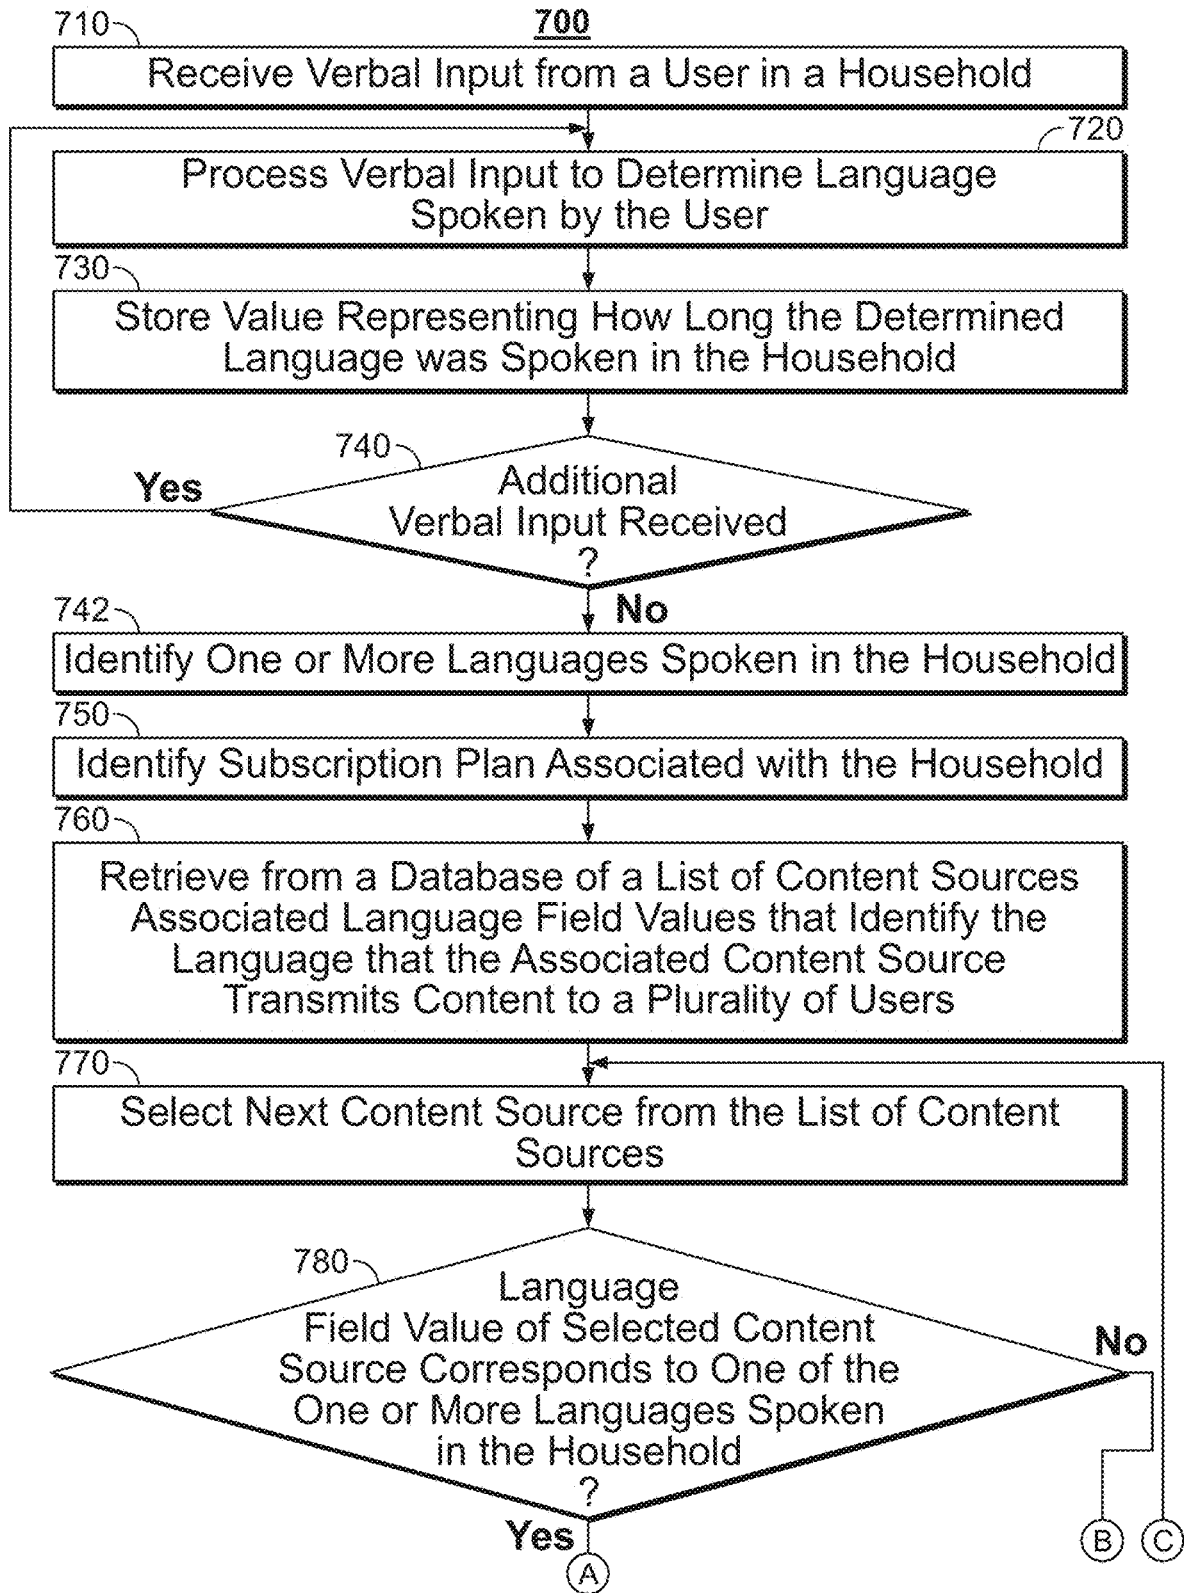 700
710
Receive Verbal Input from a User in a Household
720
Process Verbal Input to Determine Language
Spoken by the User
730
Store Value Representing How Long the Determined
Language was Spoken in the Household
740
Yes
Additional
Verbal Input Received
?
No
742
Identify One or More Languages Spoken in the Household
750
Identify Subscription Plan Associated with the Household
760
Retrieve from a Database of a List of Content Sources
Associated Language Field Values that Identify the
Language that the Associated Content Source
Transmits Content to a Plurality of Users
770
Select Next Content Source from the List of Content
Sources
780
Language
Field Value of Selected Content
Source Corresponds to One of the
One or More Languages Spoken
in the Household
?
No
Yes
A
B
C